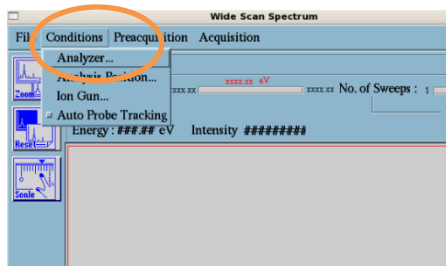 Wide Scan Spectrum
File Conditions Preacquisition Acquisition
Analyzer...
Analysis Position...
Ion Gun...
Auto Probe Tracking
xxxx.xx eV
xxx.xx xxxx.xx No. of Sweeps : 1
Energy : ###.## eV Intensity #########
Zoom
Reset
Scale